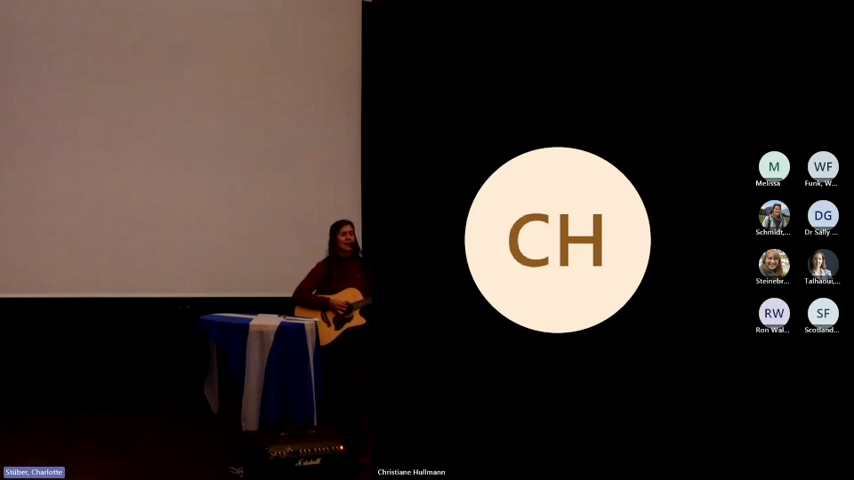 CH
M
WF
Melissa
Funk, W...
DG
Schmidt,...
Dr Sally ...
Steinebr...
Talhaoui,...
RW
SF
Ron Wal...
Scotland...
Marshall
Stüber, Charlotte
Christiane Hullmann